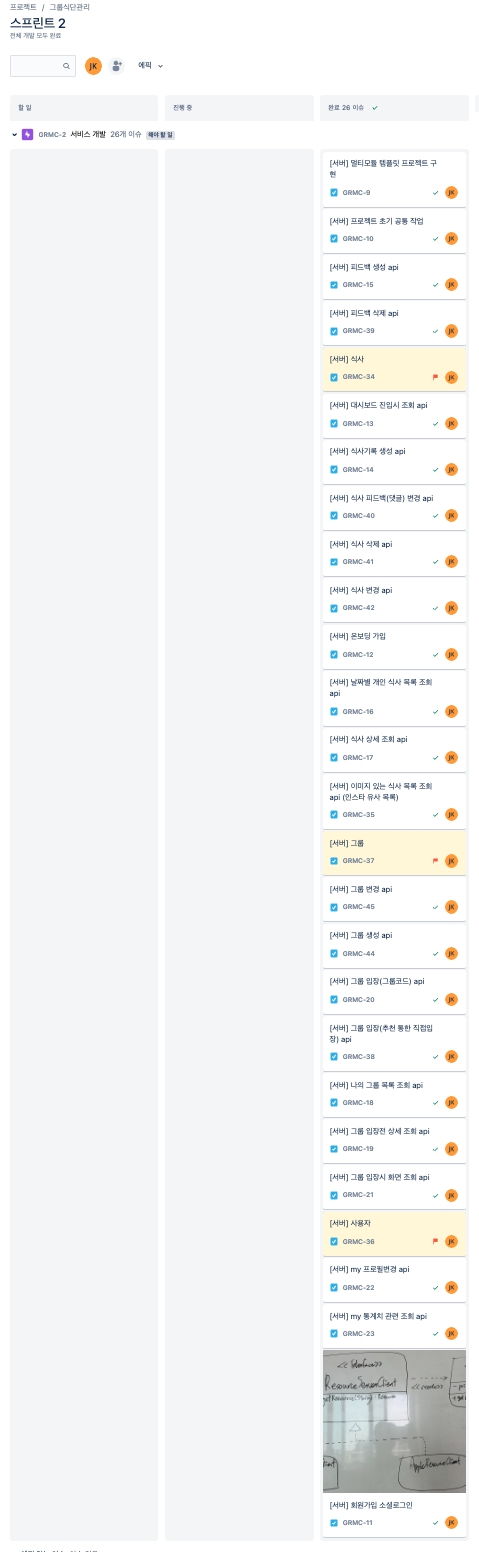 프로젝트 / 그룹식단관리
스프린트 2
전체 개발 모두 완료
JK
에픽
할 일
진행 중
완료 26 이슈
GRMC-2 서비스 개발 26개 이슈 해야 할 일
[서버] 멀티모듈 템플릿 프로젝트 구
현
GRMC-9 JK
[서버] 프로젝트 초기 공통 작업
GRMC-10 JK
[서버] 피드백 생성 api
GRMC-15 JK
[서버] 피드백 삭제 api
GRMC-39 JK
[서버] 식사
GRMC-34 JK
[서버] 대시보드 진입시 조회 api
GRMC-13 JK
[서버] 식사기록 생성 api
GRMC-14 JK
[서버] 식사 피드백(댓글) 변경 api
GRMC-40 JK
[서버] 식사 삭제 api
GRMC-41 JK
[서버] 식사 변경 api
GRMC-42 JK
[서버] 온보딩 가입
GRMC-12 JK
[서버] 날짜별 개인 식사 목록 조회
api
GRMC-16 JK
[서버] 식사 상세 조회 api
GRMC-17 JK
[서버] 이미지 있는 식사 목록 조회
api (인스타 유사 목록)
GRMC-35 JK
[서버] 그룹
GRMC-37 JK
[서버] 그룹 변경 api
GRMC-45 JK
[서버] 그룹 생성 api
GRMC-44 JK
[서버] 그룹 입장(그룹코드) api
GRMC-20 JK
[서버] 그룹 입장(추천 통한 직접입
장) api
GRMC-38 JK
[서버] 나의 그룹 목록 조회 api
GRMC-18 JK
[서버] 그룹 입장전 상세 조회 api
GRMC-19 JK
[서버] 그룹 입장시 화면 조회 api
GRMC-21 JK
[서버] 사용자
GRMC-36 JK
[서버] my 프로필변경 api
GRMC-22 JK
[서버] my 통계치 관련 조회 api
GRMC-23 JK
[서버] 회원가입 소셜로그인
GRMC-11 JK